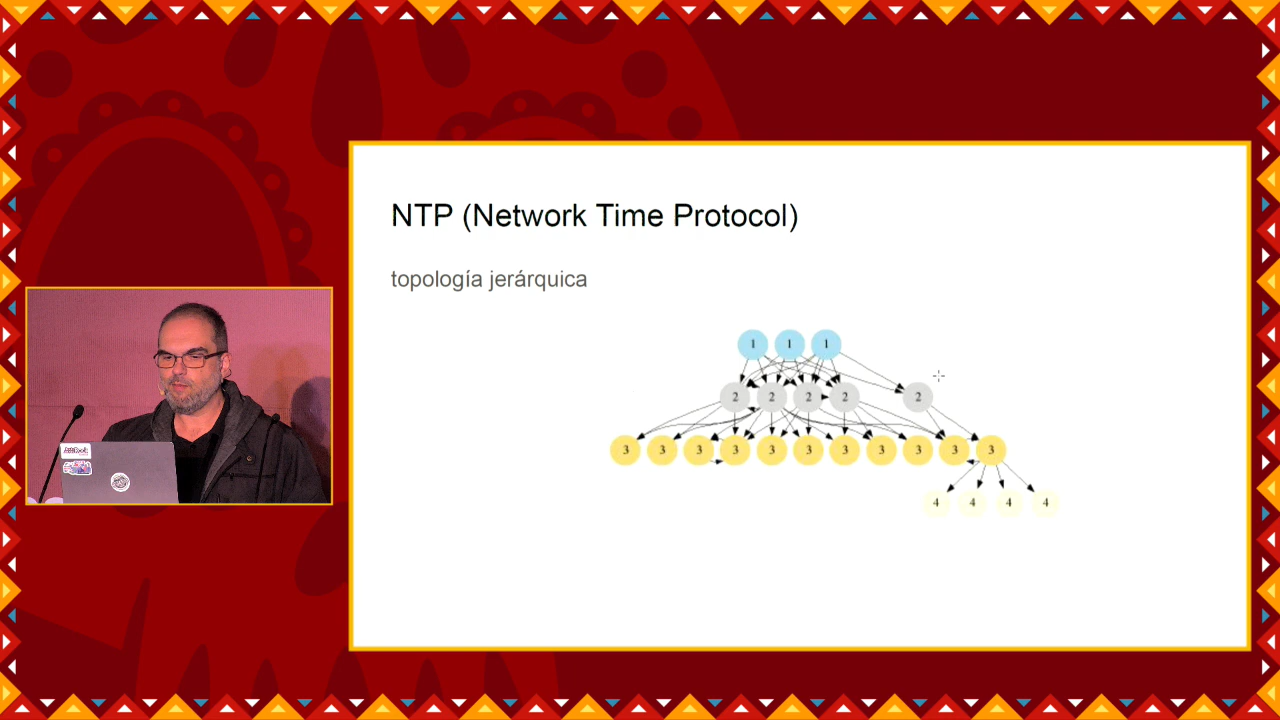 NTP (Network Time Protocol)
topología jerárquica
1 1 1
2 2 2 2 2
3 3 3 3 3 3 3 3 3 3 3
4 4 4 4